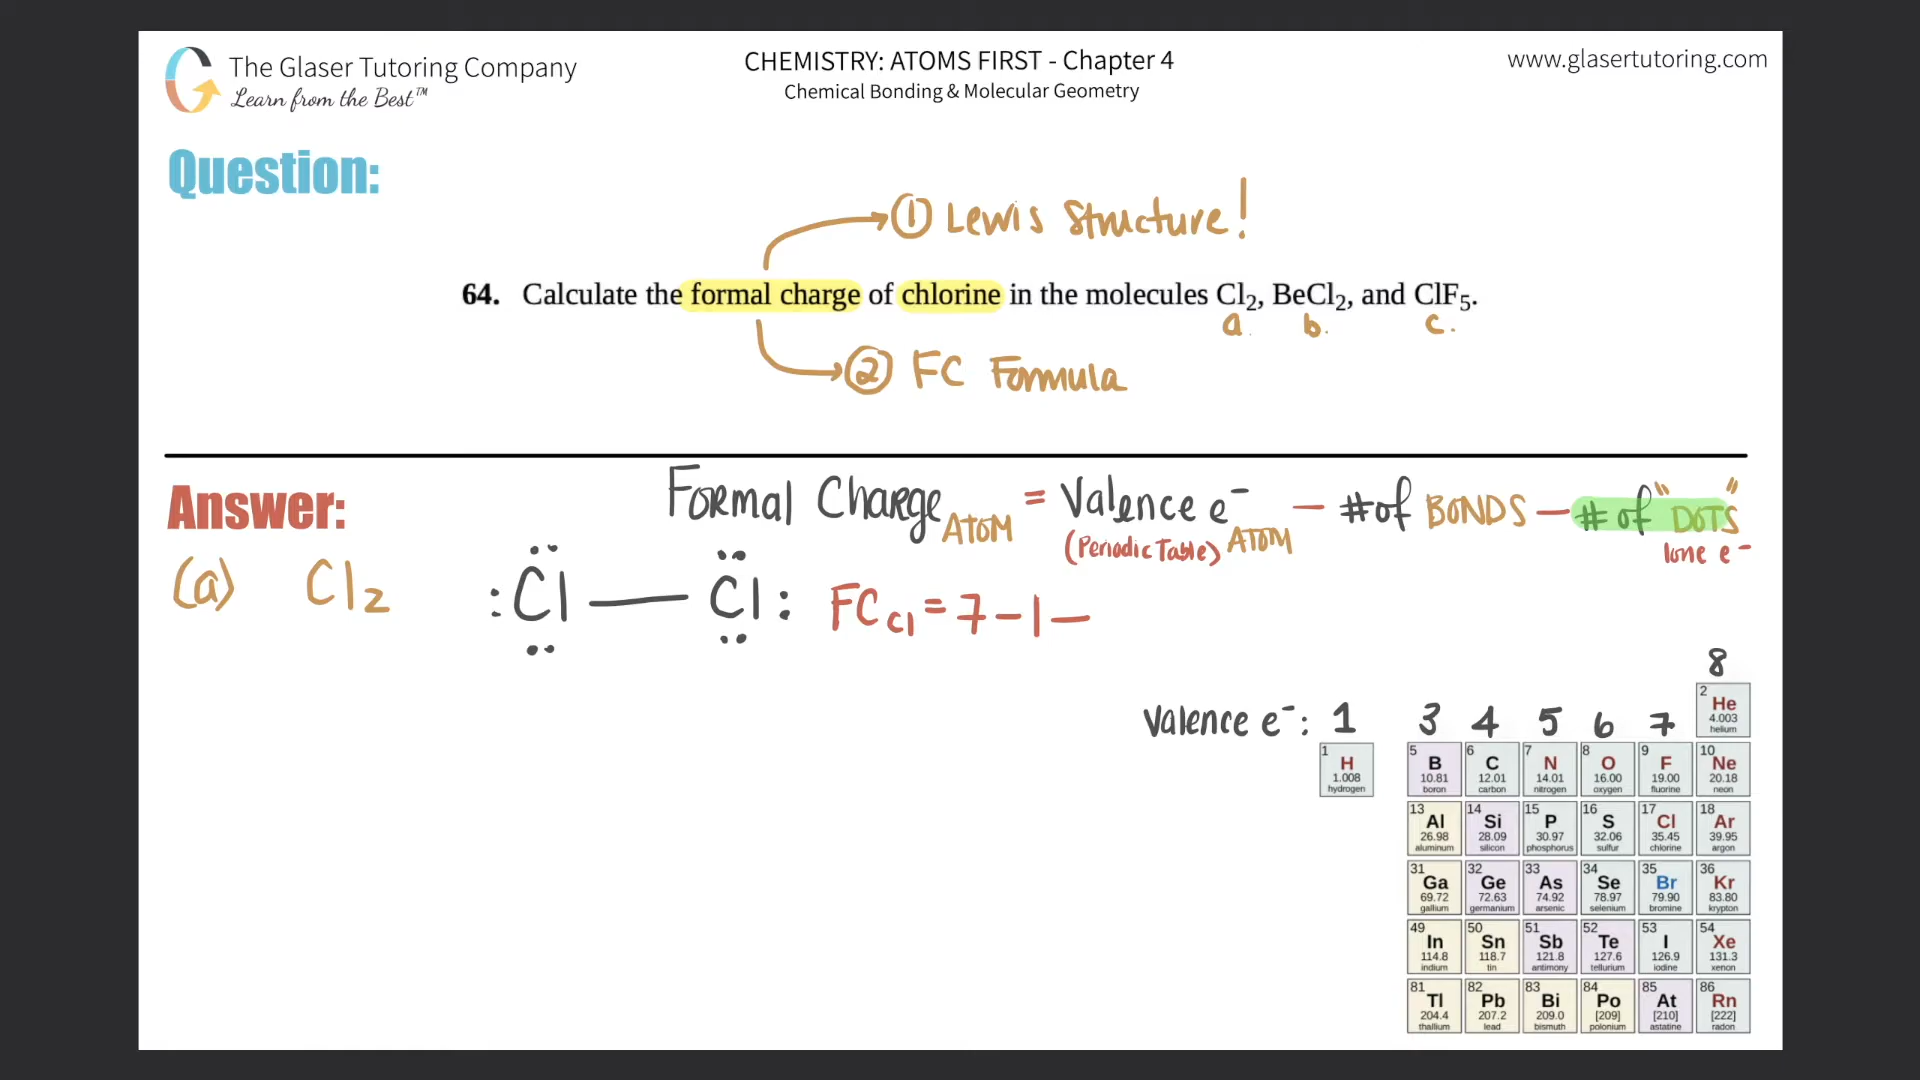 The Glaser Tutoring Company
Learn from the Best™
CHEMISTRY: ATOMS FIRST - Chapter 4
Chemical Bonding & Molecular Geometry
www.glasertutoring.com
Question:
① Lewis Structure!
64. Calculate the formal charge of chlorine in the molecules Cl₂, BeCl₂, and ClF₅.
a. b. c.
② FC Formula
Answer:
Formal Charge ATOM = Valence e⁻ ATOM − # of BONDS − # of "DOTS"
(Periodic Table) lone e⁻
(a) Cl₂ :Cl — Cl: FC Cl = 7 − 1 −
8
Valence e⁻: 1 3 4 5 6 7
2 He 4.003 helium
1 H 1.008 hydrogen
5 B 10.81 boron
6 C 12.01 carbon
7 N 14.01 nitrogen
8 O 16.00 oxygen
9 F 19.00 fluorine
10 Ne 20.18 neon
13 Al 26.98 aluminum
14 Si 28.09 silicon
15 P 30.97 phosphorus
16 S 32.06 sulfur
17 Cl 35.45 chlorine
18 Ar 39.95 argon
31 Ga 69.72 gallium
32 Ge 72.63 germanium
33 As 74.92 arsenic
34 Se 78.97 selenium
35 Br 79.90 bromine
36 Kr 83.80 krypton
49 In 114.8 indium
50 Sn 118.7 tin
51 Sb 121.8 antimony
52 Te 127.6 tellurium
53 I 126.9 iodine
54 Xe 131.3 xenon
81 Tl 204.4 thallium
82 Pb 207.2 lead
83 Bi 209.0 bismuth
84 Po [209] polonium
85 At [210] astatine
86 Rn [222] radon